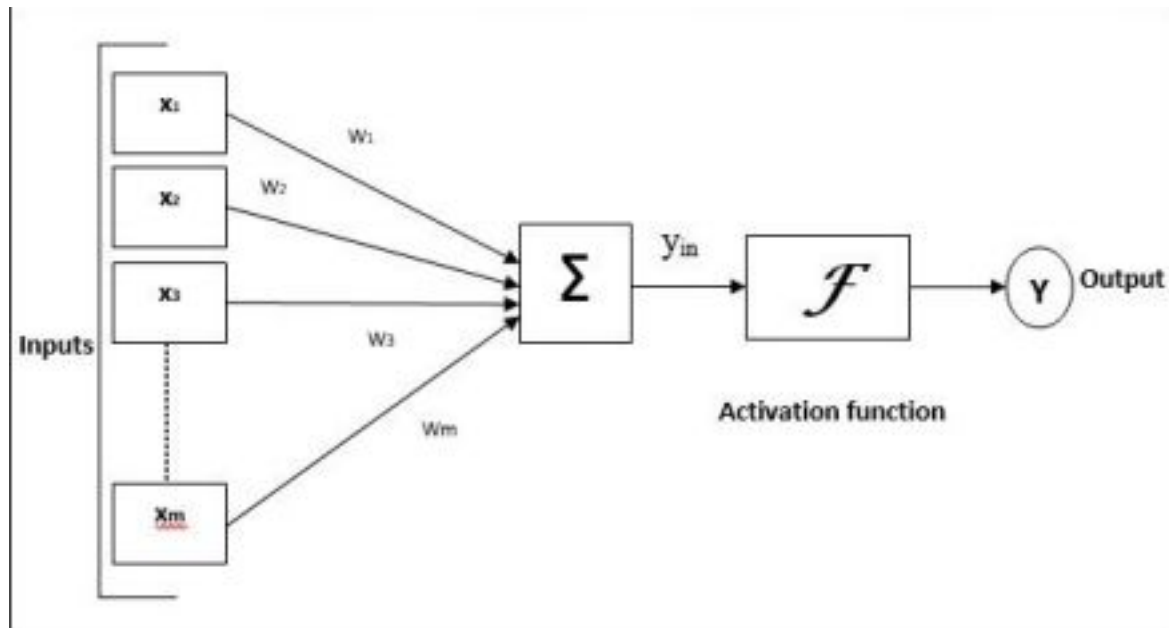 x₁
W₁
x₂
W₂
x₃
W₃
Inputs
xm
Wm
Σ
yin
ℱ
Activation function
Y
Output